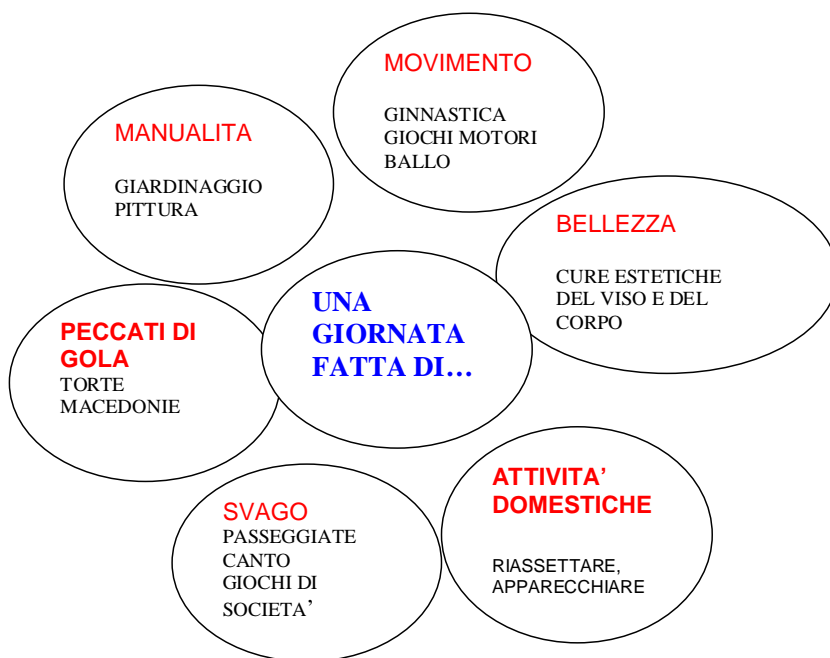 MOVIMENTO
GINNASTICA
GIOCHI MOTORI
BALLO
MANUALITA
GIARDINAGGIO
PITTURA
BELLEZZA
CURE ESTETICHE
DEL VISO E DEL
CORPO
UNA
GIORNATA
FATTA DI…
PECCATI DI
GOLA
TORTE
MACEDONIE
SVAGO
PASSEGGIATE
CANTO
GIOCHI DI
SOCIETA’
ATTIVITA’
DOMESTICHE
RIASSETTARE,
APPARECCHIARE